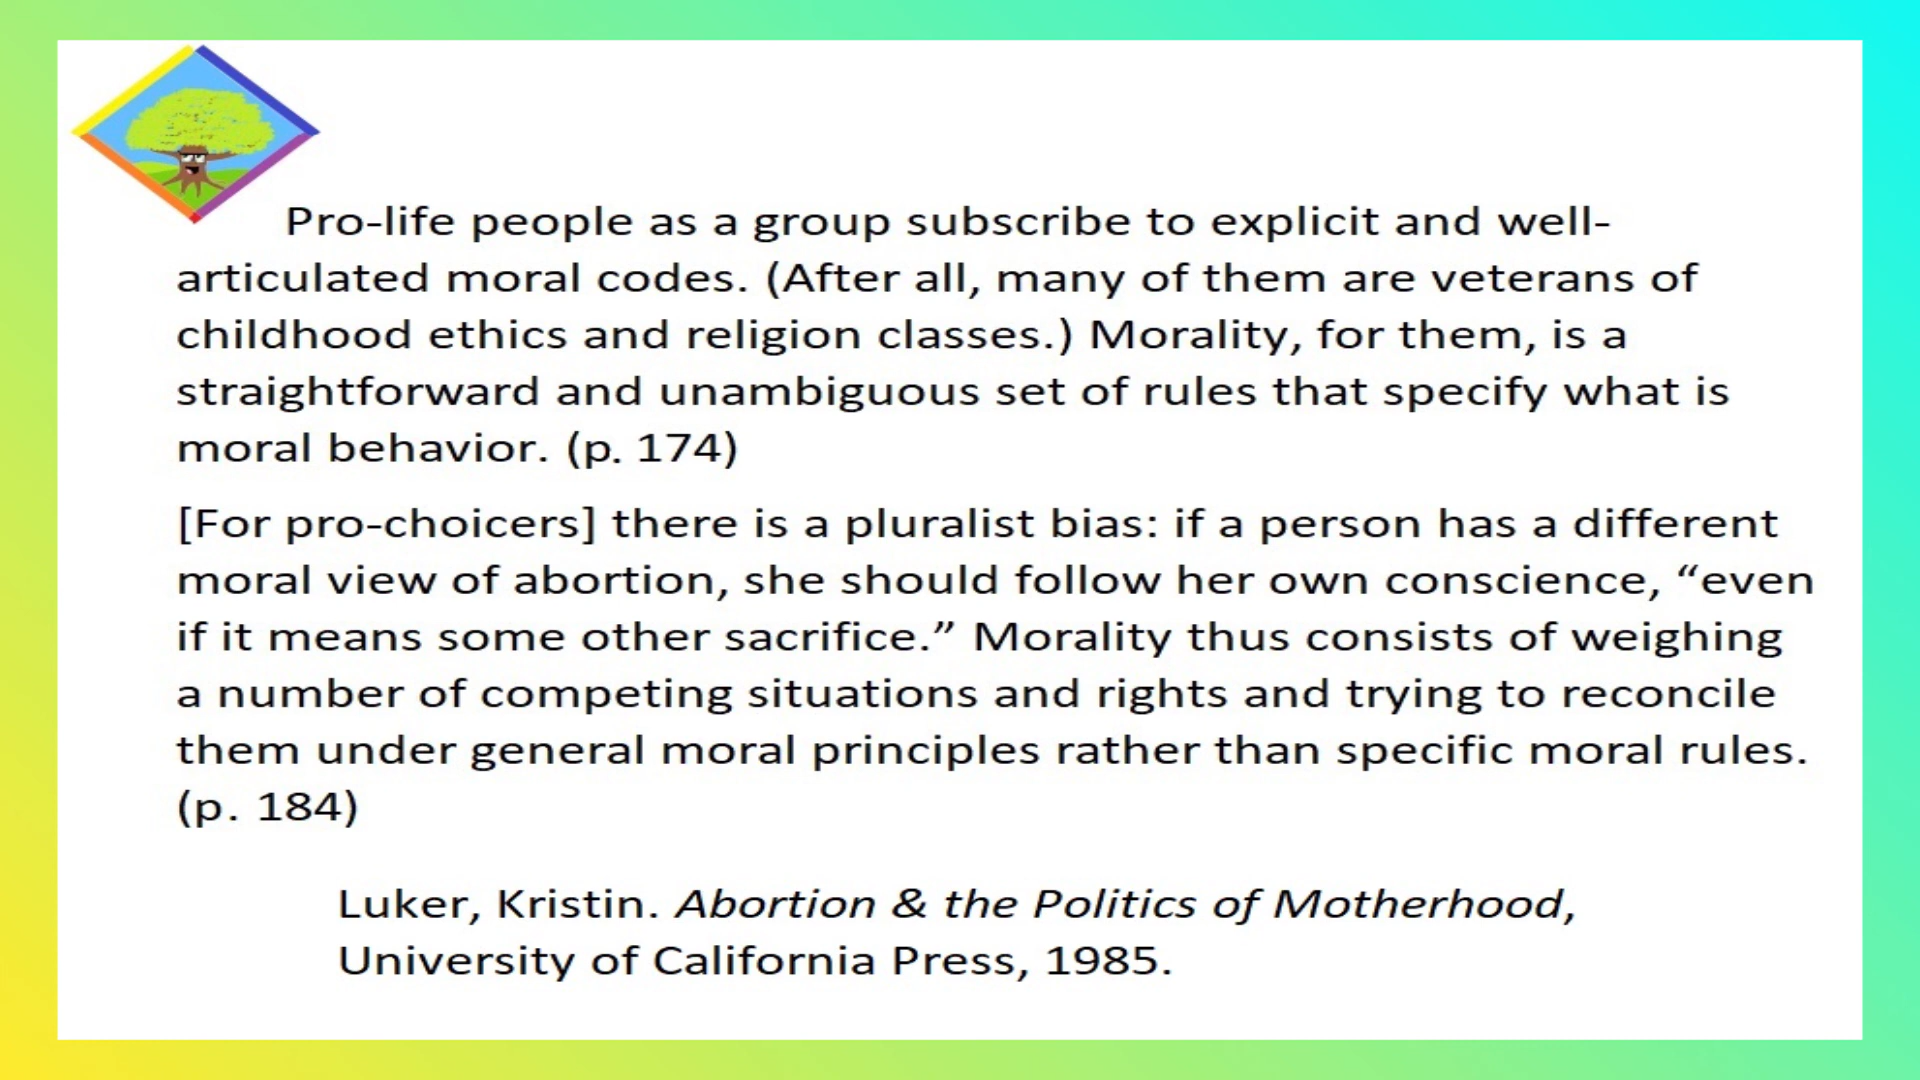 Pro-life people as a group subscribe to explicit and well-
articulated moral codes. (After all, many of them are veterans of
childhood ethics and religion classes.) Morality, for them, is a
straightforward and unambiguous set of rules that specify what is
moral behavior. (p. 174)
[For pro-choicers] there is a pluralist bias: if a person has a different
moral view of abortion, she should follow her own conscience, “even
if it means some other sacrifice.” Morality thus consists of weighing
a number of competing situations and rights and trying to reconcile
them under general moral principles rather than specific moral rules.
(p. 184)
Luker, Kristin. Abortion & the Politics of Motherhood,
University of California Press, 1985.